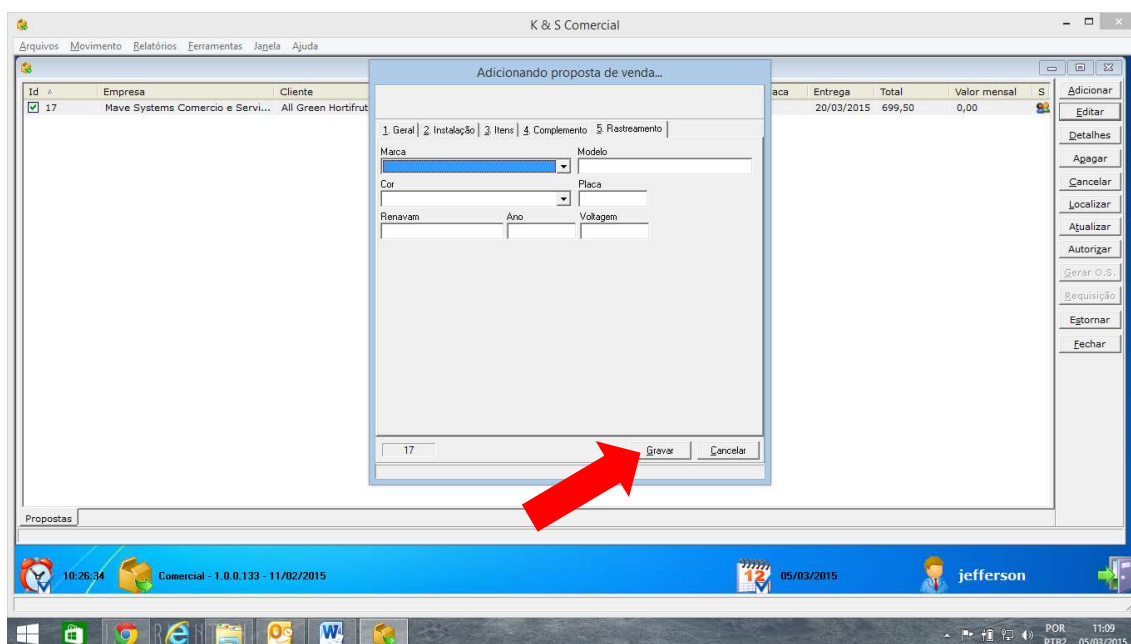 K & S Comercial
Arquivos Movimento Relatórios Ferramentas Janela Ajuda
Adicionando proposta de venda...
Id Empresa Cliente aca Entrega Total Valor mensal S
17 Mave Systems Comercio e Servi... All Green Hortifrut 20/03/2015 699,50 0,00
Adicionar
Editar
Detalhes
Apagar
Cancelar
Localizar
Atualizar
Autorizar
Gerar O.S.
Requisição
Estornar
Fechar
1. Geral 2. Instalação 3. Itens 4. Complemento 5. Rastreamento
Marca Modelo
Cor Placa
Renavam Ano Voltagem
17 Gravar Cancelar
Propostas
10:26:34 Comercial - 1.0.0.133 - 11/02/2015 12 05/03/2015 jefferson
POR 11:09
PTB2 05/03/2015